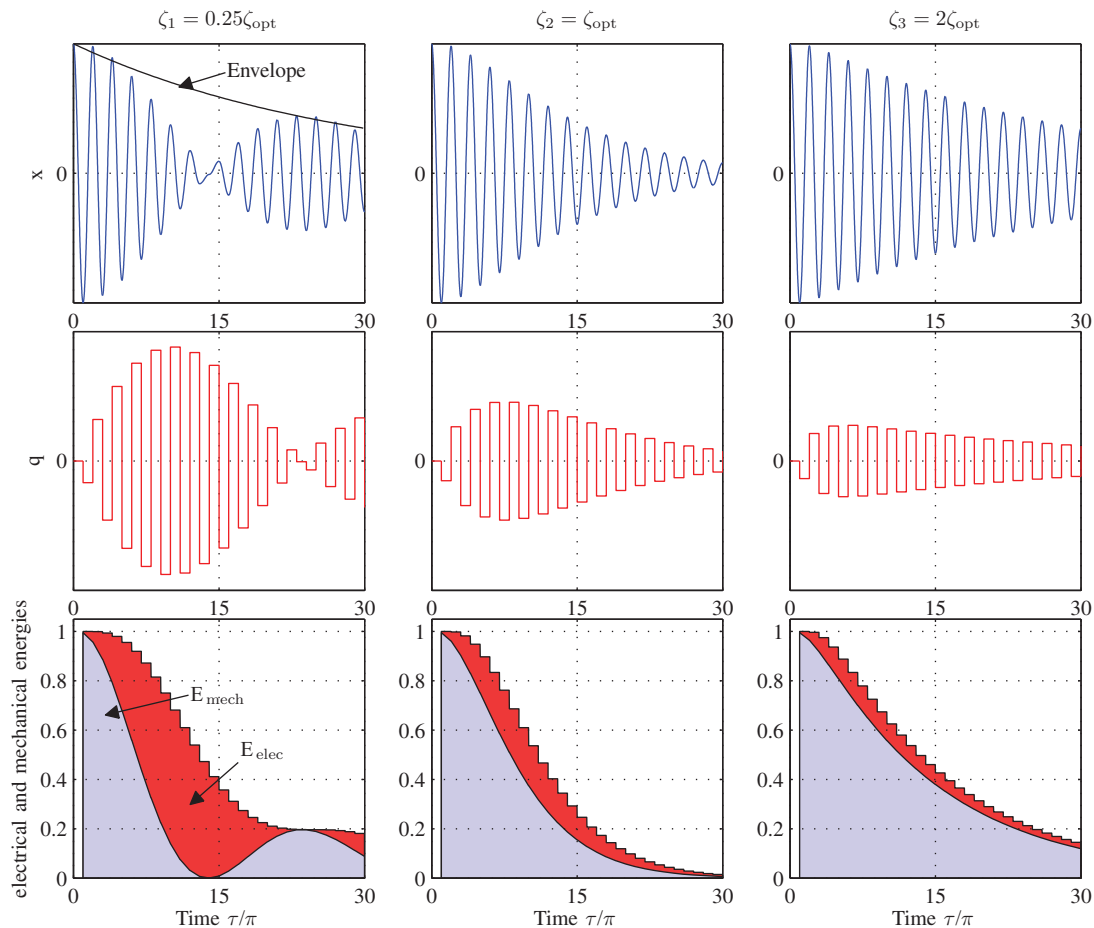 ζ₁ = 0.25ζopt
ζ₂ = ζopt
ζ₃ = 2ζopt
Envelope
x
0
0
0
0 15 30
0 15 30
0 15 30
q
0
0
0
0 15 30
0 15 30
0 15 30
electrical and mechanical energies
1
0.8
0.6
0.4
0.2
0
E mech
E elec
1
0.8
0.6
0.4
0.2
0
1
0.8
0.6
0.4
0.2
0
0 15 30
0 15 30
0 15 30
Time τ/π
Time τ/π
Time τ/π